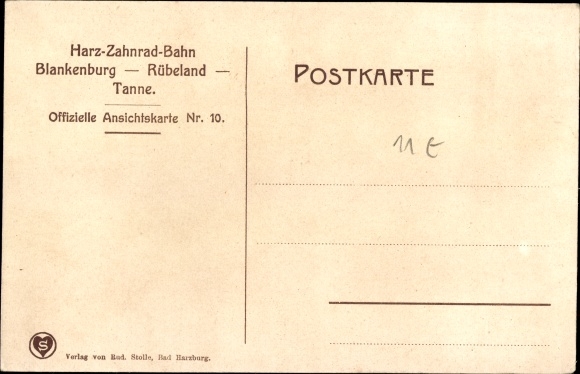 Harz-Zahnrad-Bahn
Blankenburg — Rübeland —
Tanne.
Offizielle Ansichtskarte Nr. 10.
POSTKARTE
11 €
S
Verlag von Rud. Stolle, Bad Harzburg.